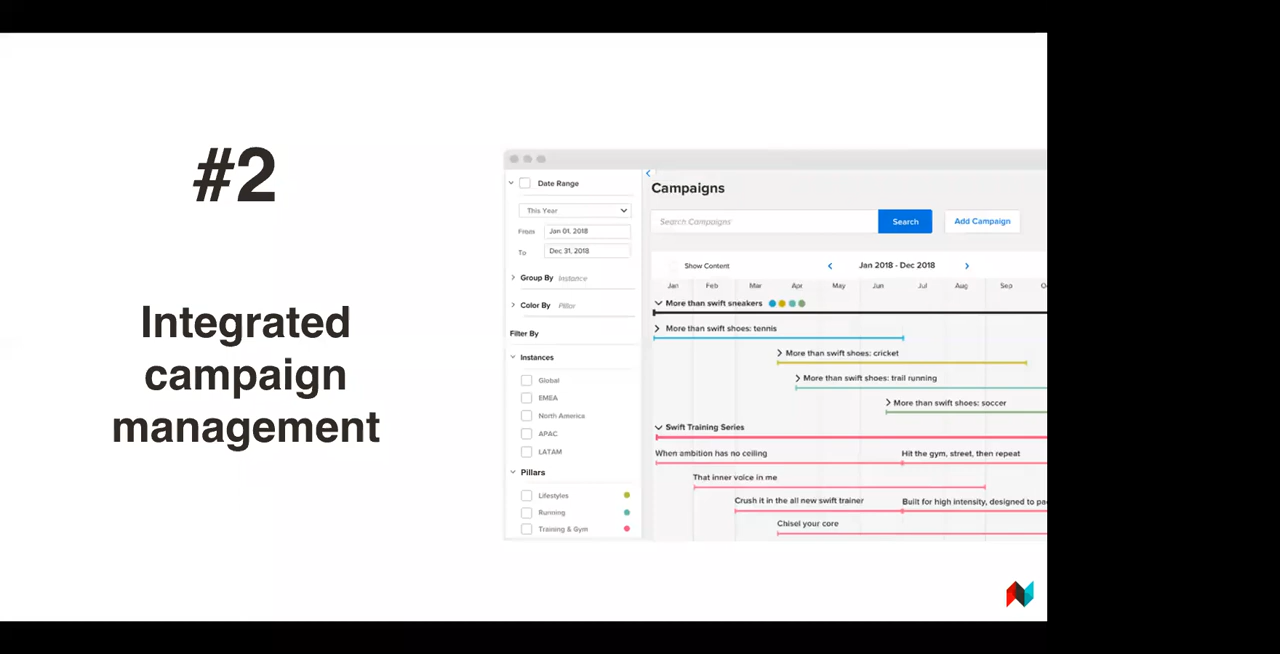 #2
Integrated
campaign
management
Date Range
This Year
From Jan 01, 2018
To Dec 31, 2018
Group By Instance
Color By Pillar
Filter By
Instances
Global
EMEA
North America
APAC
LATAM
Pillars
Lifestyles
Running
Training & Gym
Campaigns
Search Campaigns Search Add Campaign
Show Content Jan 2018 - Dec 2018
Jan Feb Mar Apr May Jun Jul Aug Sep
More than swift sneakers
More than swift shoes: tennis
More than swift shoes: cricket
More than swift shoes: trail running
More than swift shoes: soccer
Swift Training Series
When ambition has no ceiling Hit the gym, street, then repeat
That inner voice in me
Crush it in the all new swift trainer Built for high intensity, designed to
Chisel your core